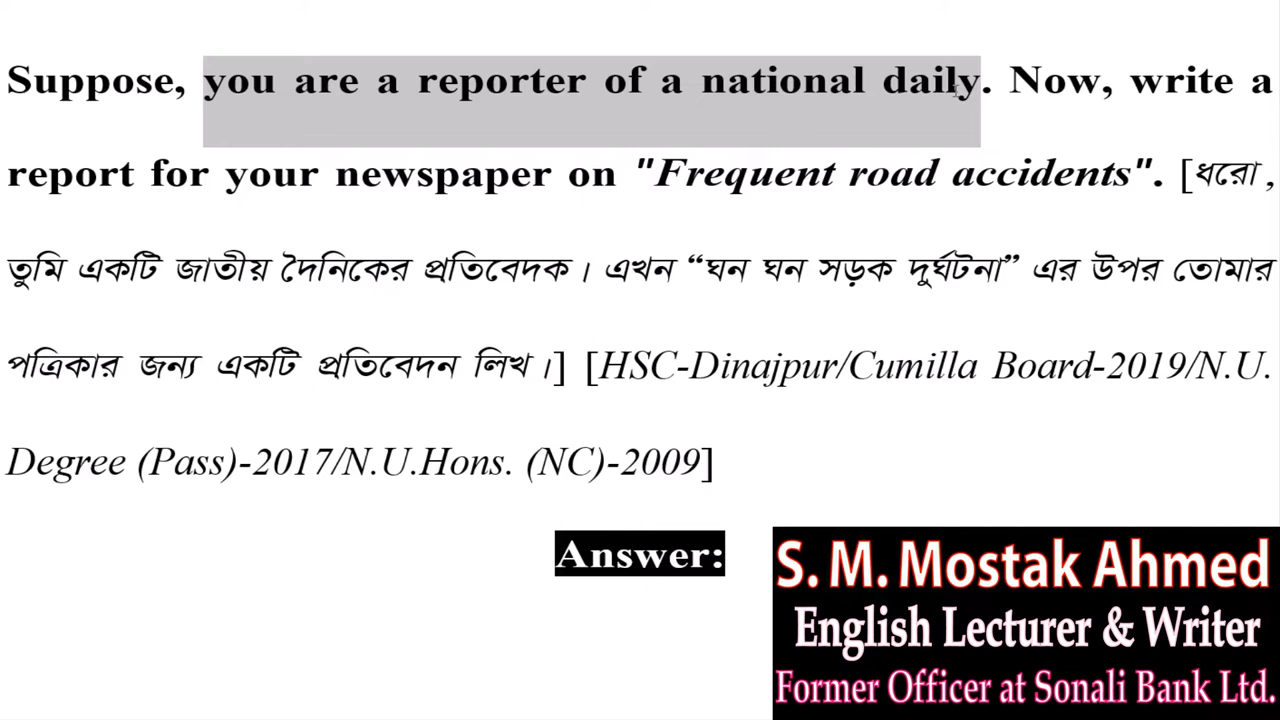 Suppose, you are a reporter of a national daily. Now, write a
report for your newspaper on "Frequent road accidents". [ধরো,
তুমি একটি জাতীয় দৈনিকের প্রতিবেদক। এখন “ঘন ঘন সড়ক দুর্ঘটনা” এর উপর তোমার
পত্রিকার জন্য একটি প্রতিবেদন লিখ।] [HSC-Dinajpur/Cumilla Board-2019/N.U.
Degree (Pass)-2017/N.U.Hons. (NC)-2009]
Answer:
S. M. Mostak Ahmed
English Lecturer & Writer
Former Officer at Sonali Bank Ltd.